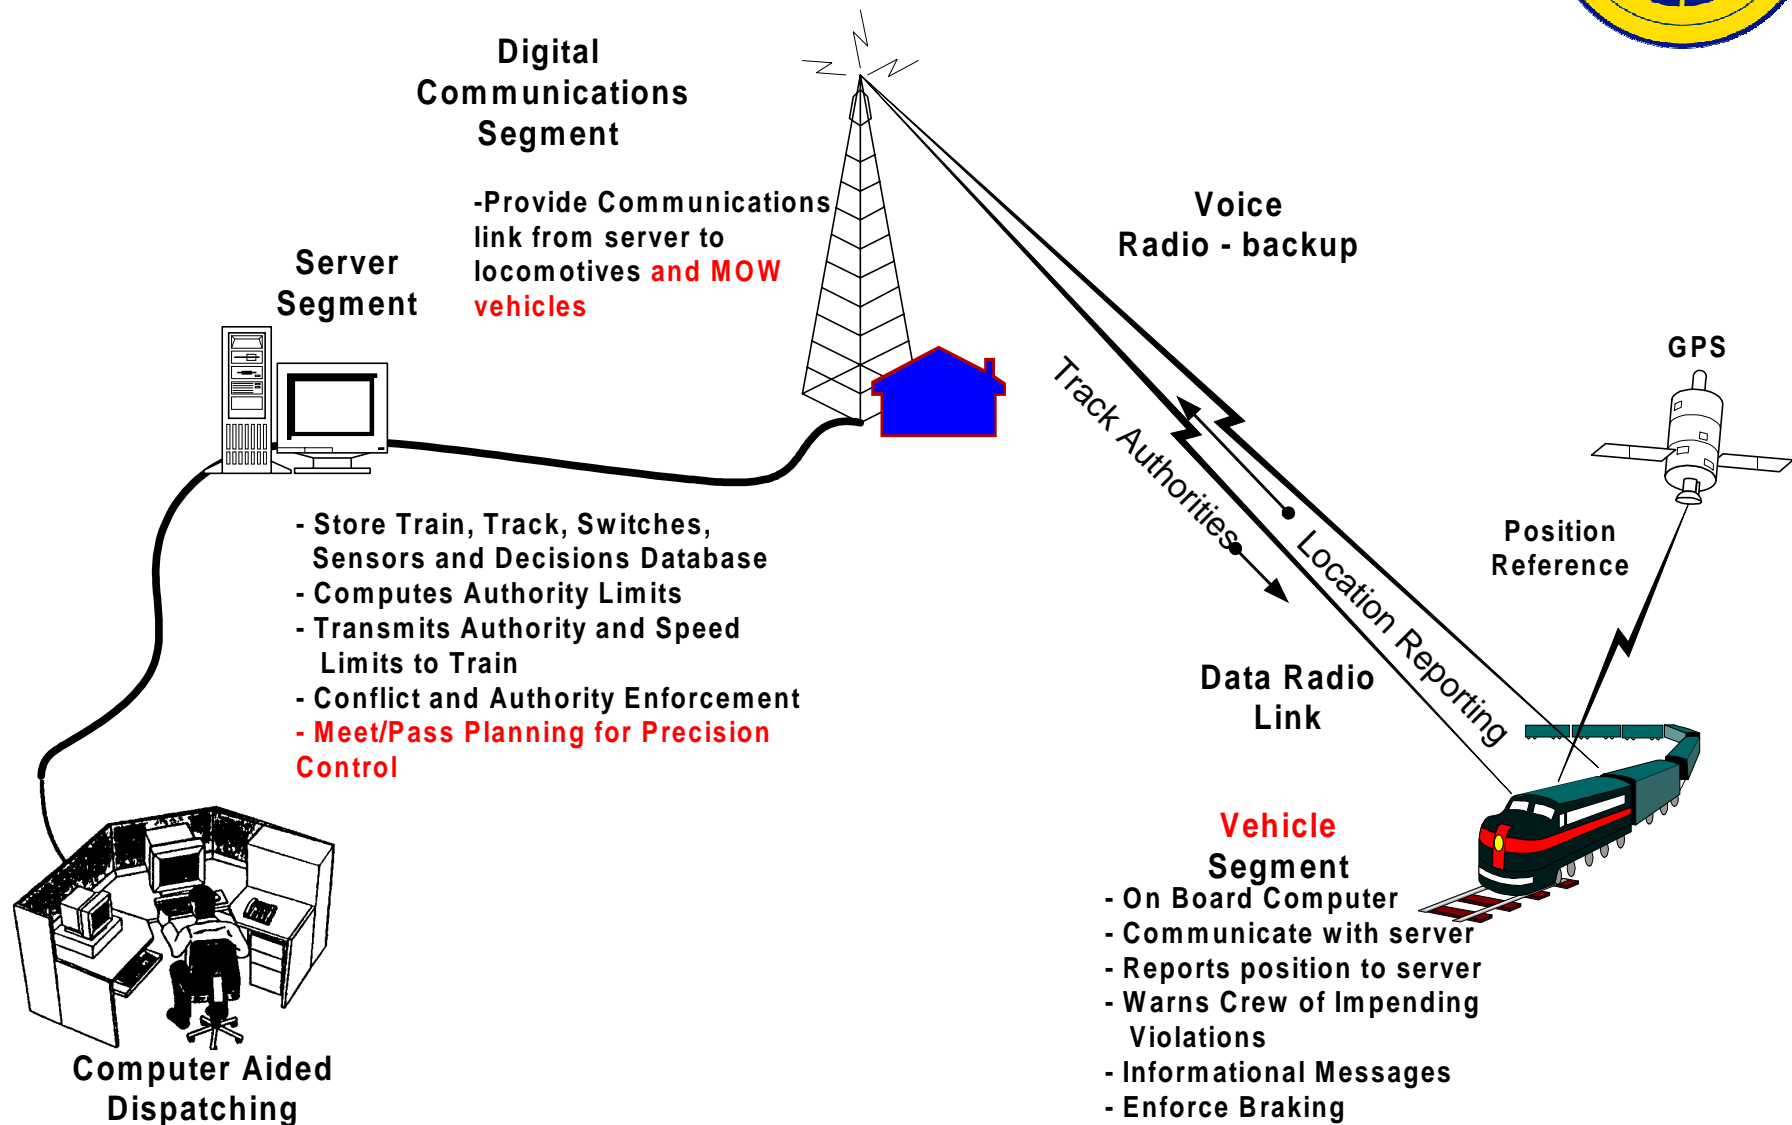 Digital
Communications
Segment
-Provide Communications
link from server to
locomotives and MOW
vehicles
Server
Segment
Voice
Radio - backup
GPS
Track Authorities
Location Reporting
Position
Reference
- Store Train, Track, Switches,
Sensors and Decisions Database
- Computes Authority Limits
- Transmits Authority and Speed
Limits to Train
- Conflict and Authority Enforcement
- Meet/Pass Planning for Precision
Control
Data Radio
Link
Vehicle
Segment
- On Board Computer
- Communicate with server
- Reports position to server
- Warns Crew of Impending
Violations
- Informational Messages
- Enforce Braking
Computer Aided
Dispatching